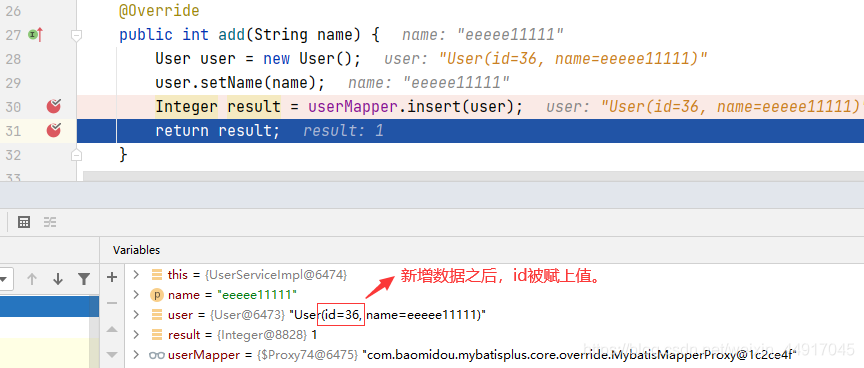 26 @Override
27 public int add(String name) { name: "eeeee11111"
28 User user = new User(); user: "User(id=36, name=eeeee11111)"
29 user.setName(name); name: "eeeee11111"
30 Integer result = userMapper.insert(user); user: "User(id=36, name=eeeee11111)
31 return result; result: 1
32 }
33
Variables
this = {UserServiceImpl@6474}
新增数据之后，id被赋上值。
p name = "eeeee11111"
user = {User@6473} "User(id=36, name=eeeee11111)"
result = {Integer@8828} 1
userMapper = {$Proxy74@6475} "com.baomidou.mybatisplus.core.override.MybatisMapperProxy@1c2ce4f"